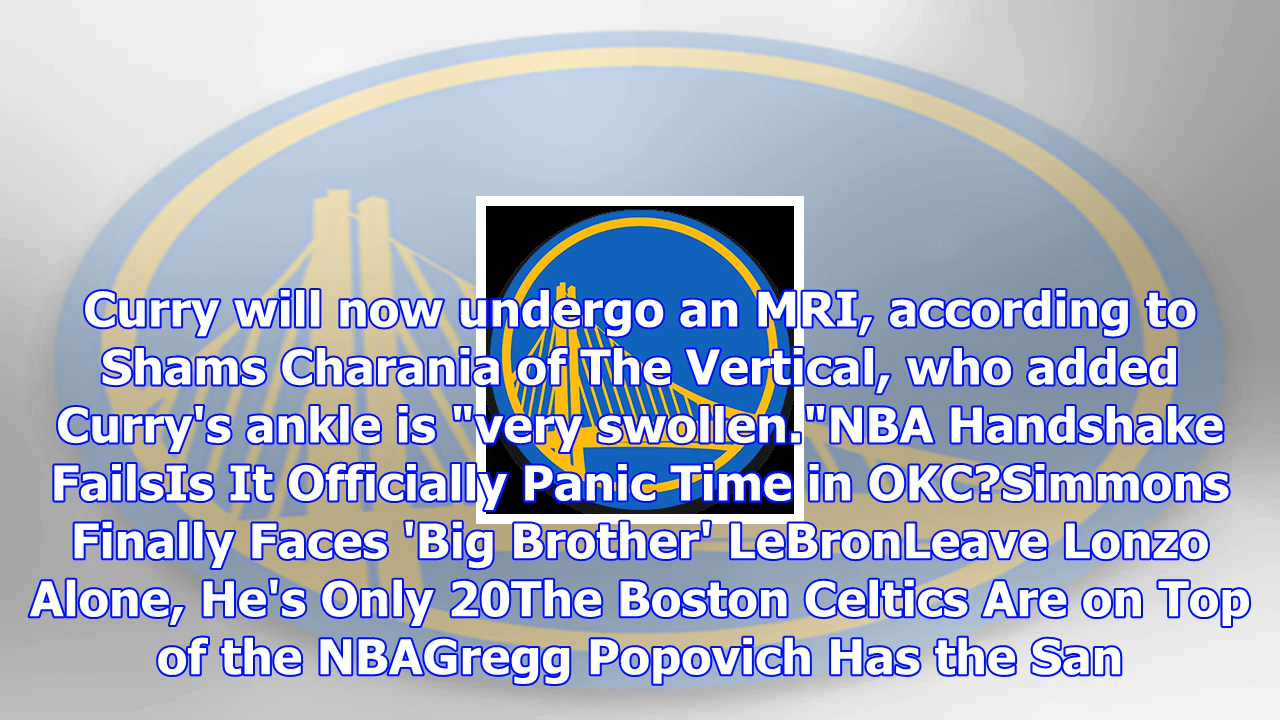 Curry will now undergo an MRI, according to
Shams Charania of The Vertical, who added
Curry's ankle is "very swollen."NBA Handshake
FailsIs It Officially Panic Time in OKC?Simmons
Finally Faces 'Big Brother' LeBronLeave Lonzo
Alone, He's Only 20The Boston Celtics Are on Top
of the NBAGregg Popovich Has the San